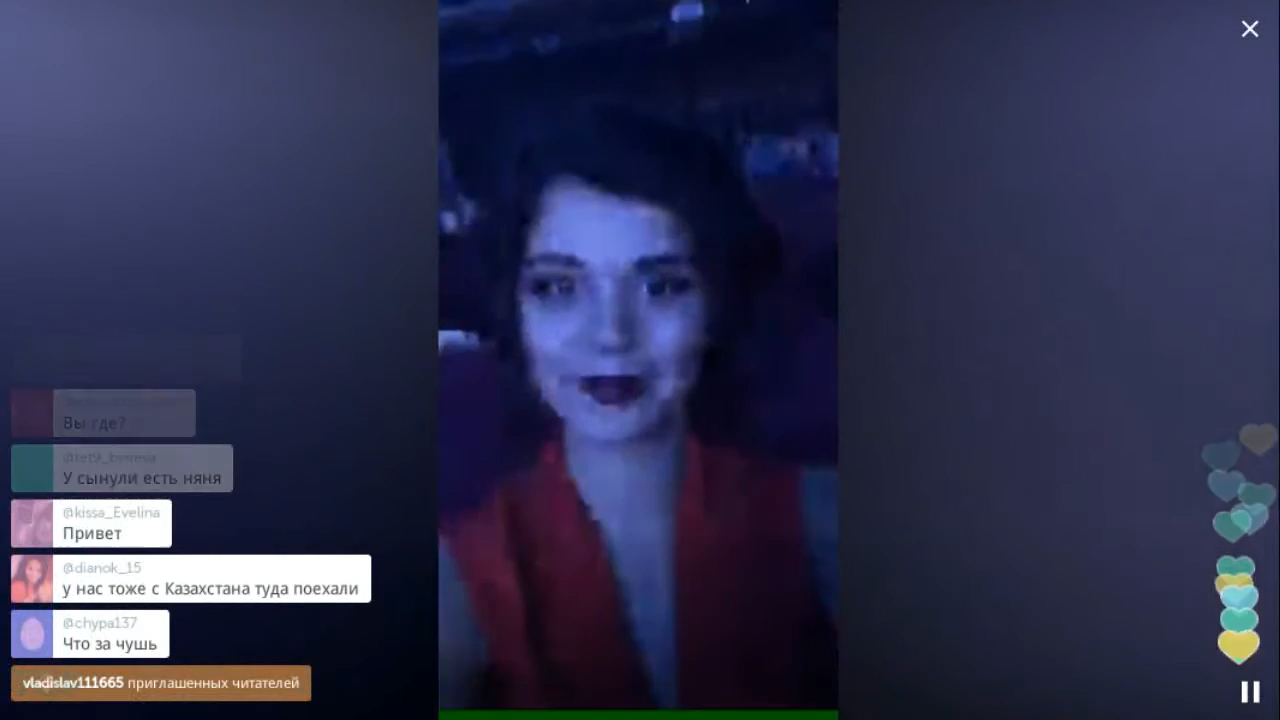 Вы где?
У сынули есть няня
@kissa_Evelina
Привет
@dianok_15
у нас тоже с Казахстана туда поехали
@chypa137
Что за чушь
vladislav111665 приглашенных читателей